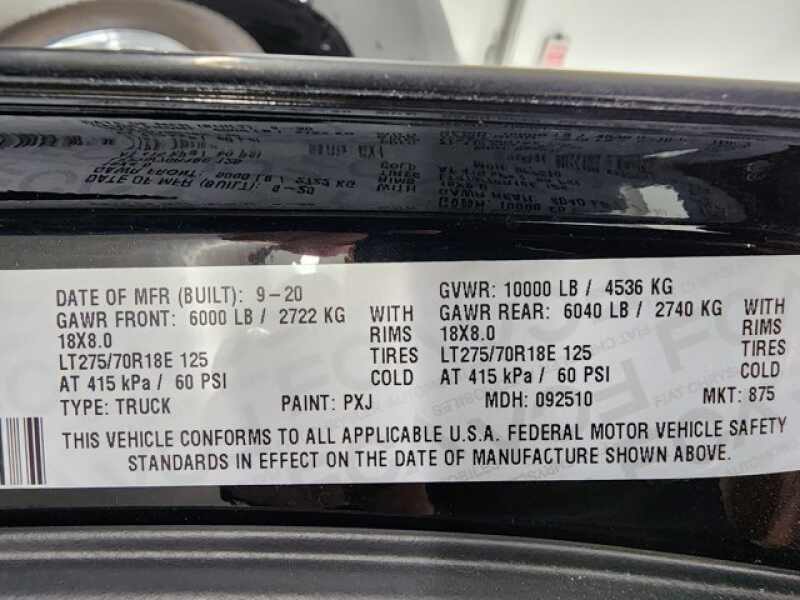 DATE OF MFR (BUILT): 9-20 GVWR: 10000 LB / 4536 KG
GAWR FRONT: 6000 LB / 2722 KG WITH GAWR REAR: 6040 LB / 2740 KG WITH
18X8.0 RIMS 18X8.0 RIMS
LT275/70R18E 125 TIRES LT275/70R18E 125 TIRES
AT 415 kPa / 60 PSI COLD AT 415 kPa / 60 PSI COLD
TYPE: TRUCK PAINT: PXJ MDH: 092510 MKT: 875
THIS VEHICLE CONFORMS TO ALL APPLICABLE U.S.A. FEDERAL MOTOR VEHICLE SAFETY
STANDARDS IN EFFECT ON THE DATE OF MANUFACTURE SHOWN ABOVE.